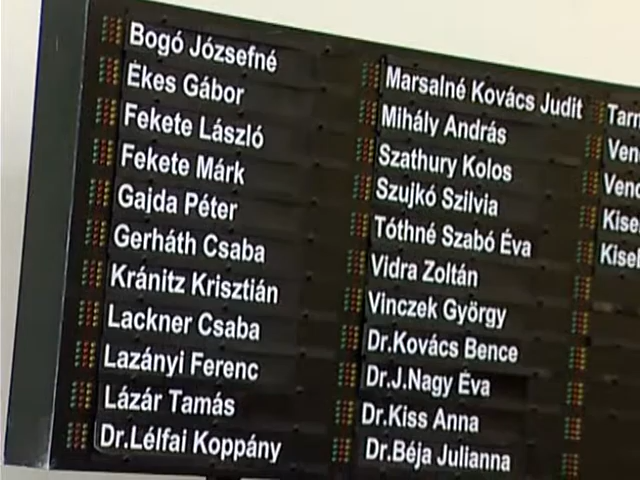 Bogó Józsefné
Ékes Gábor
Fekete László
Fekete Márk
Gajda Péter
Gerháth Csaba
Kránitz Krisztián
Lackner Csaba
Lazányi Ferenc
Lázár Tamás
Dr.Lélfai Koppány
Marsalné Kovács Judit
Mihály András
Szathury Kolos
Szujkó Szilvia
Tóthné Szabó Éva
Vidra Zoltán
Vinczek György
Dr.Kovács Bence
Dr.J.Nagy Éva
Dr.Kiss Anna
Dr.Béja Julianna